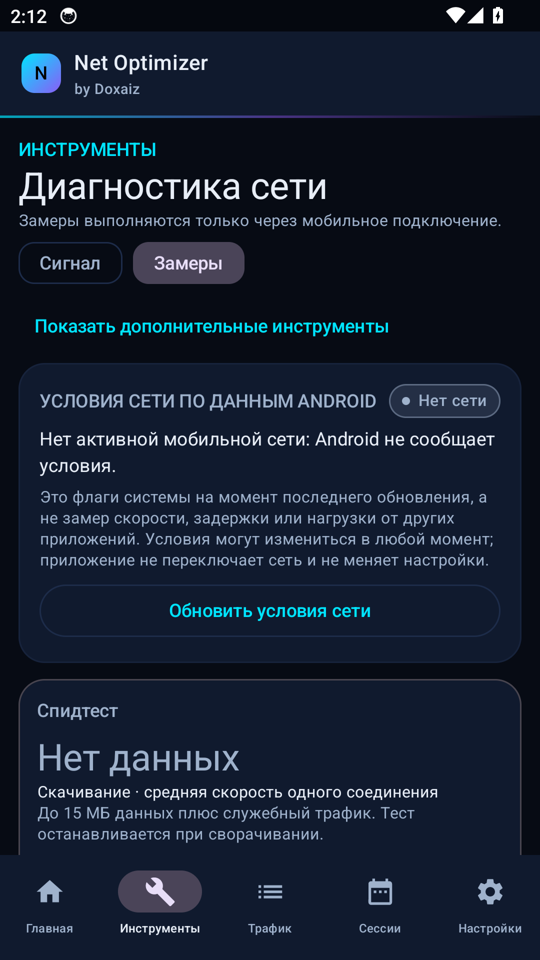 2:12
N
Net Optimizer
by Doxaiz
ИНСТРУМЕНТЫ
Диагностика сети
Замеры выполняются только через мобильное подключение.
Сигнал
Замеры
Показать дополнительные инструменты
УСЛОВИЯ СЕТИ ПО ДАННЫМ ANDROID
Нет сети
Нет активной мобильной сети: Android не сообщает
условия.
Это флаги системы на момент последнего обновления, а
не замер скорости, задержки или нагрузки от других
приложений. Условия могут измениться в любой момент;
приложение не переключает сеть и не меняет настройки.
Обновить условия сети
Спидтест
Нет данных
Скачивание · средняя скорость одного соединения
До 15 МБ данных плюс служебный трафик. Тест
останавливается при сворачивании.
Главная
Инструменты
Трафик
Сессии
Настройки